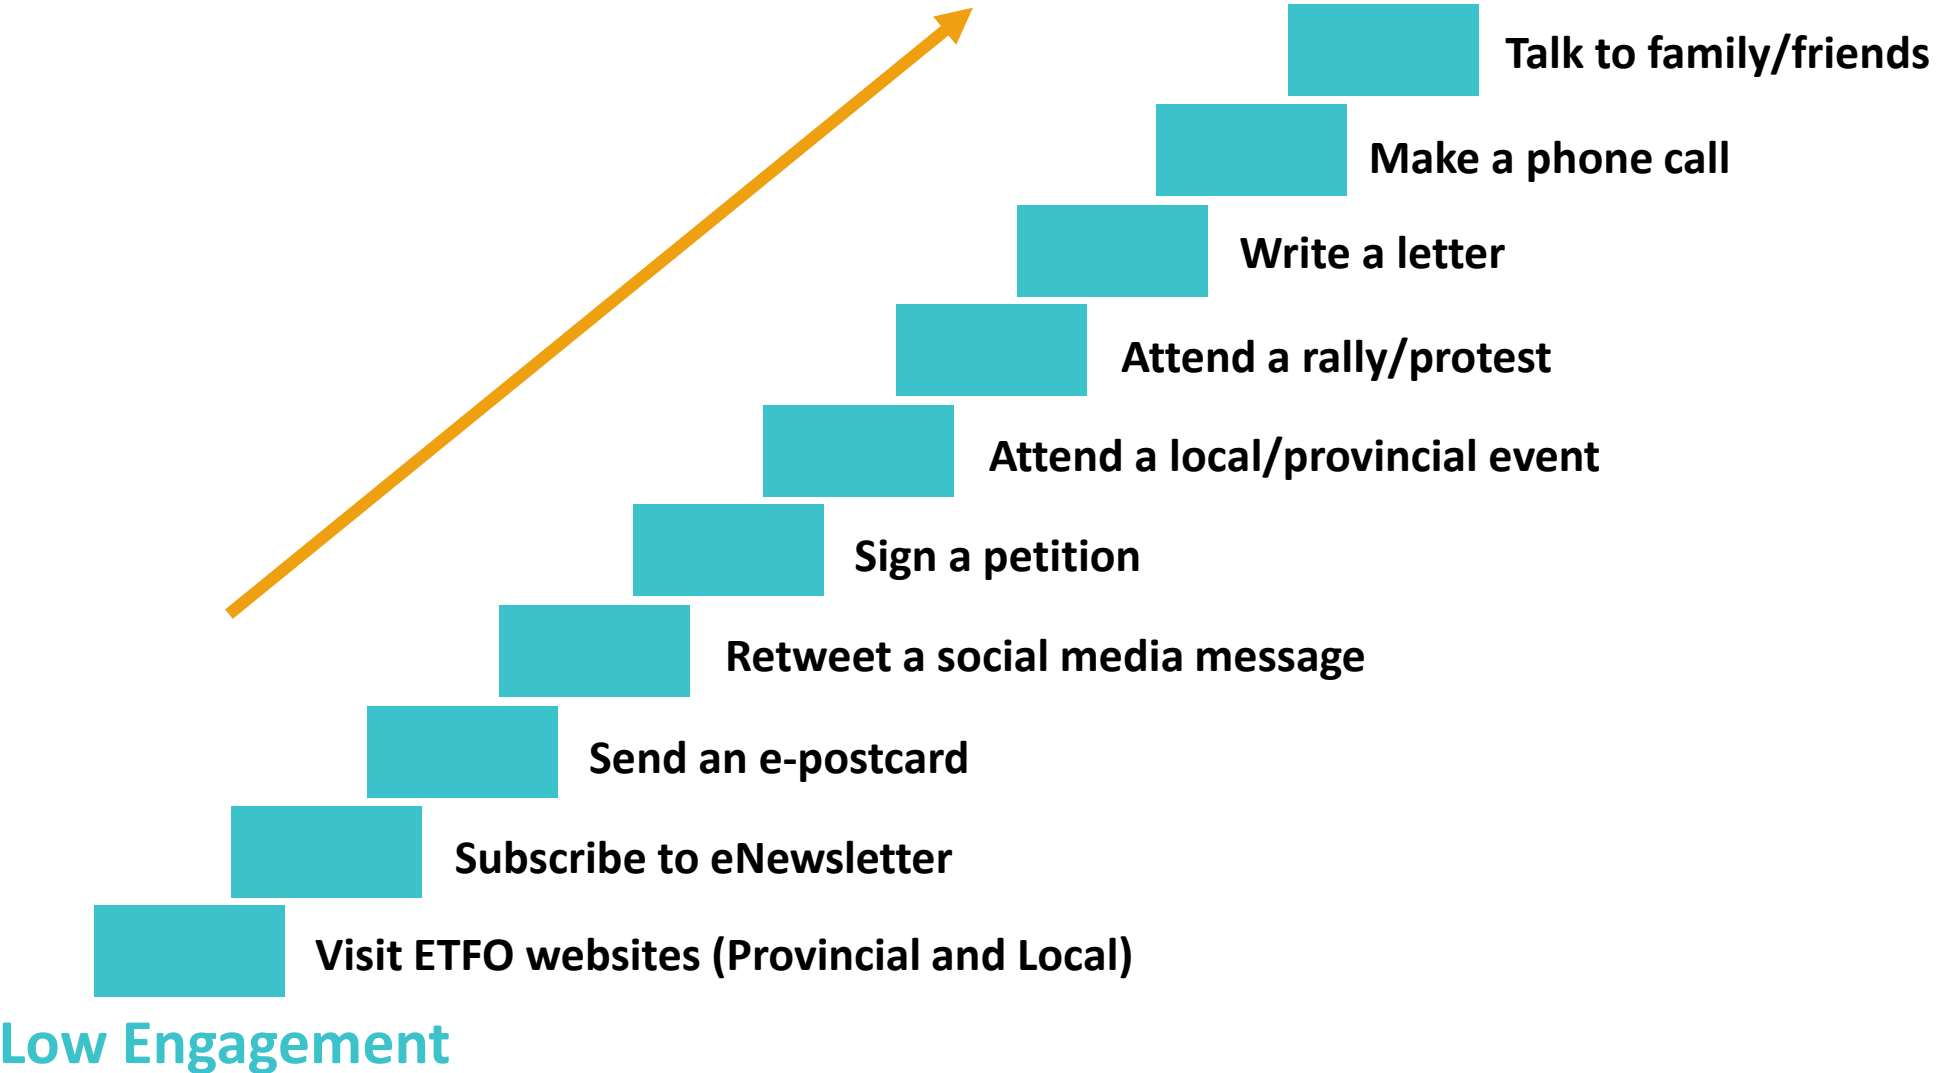 Talk to family/friends
Make a phone call
Write a letter
Attend a rally/protest
Attend a local/provincial event
Sign a petition
Retweet a social media message
Send an e-postcard
Subscribe to eNewsletter
Visit ETFO websites (Provincial and Local)
Low Engagement